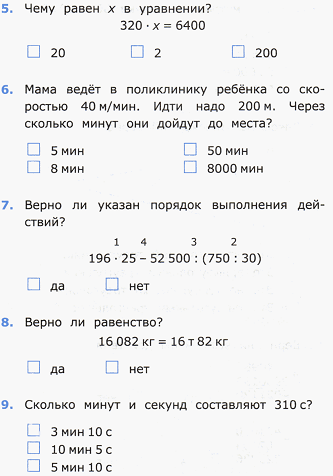 5. Чему равен x в уравнении?
320 · x = 6400
20 2 200
6. Мама ведёт в поликлинику ребёнка со ско-
ростью 40 м/мин. Идти надо 200 м. Через
сколько минут они дойдут до места?
5 мин 50 мин
8 мин 8000 мин
7. Верно ли указан порядок выполнения дей-
ствий?
1 4 3 2
196 · 25 – 52 500 : (750 : 30)
да нет
8. Верно ли равенство?
16 082 кг = 16 т 82 кг
да нет
9. Сколько минут и секунд составляют 310 с?
3 мин 10 с
10 мин 5 с
5 мин 10 с